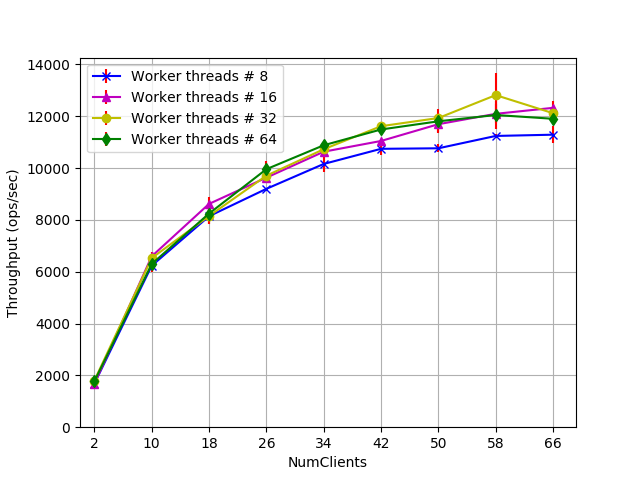 14000
12000
10000
8000
6000
4000
2000
0
Throughput (ops/sec)
Worker threads # 8
Worker threads # 16
Worker threads # 32
Worker threads # 64
2 10 18 26 34 42 50 58 66
NumClients